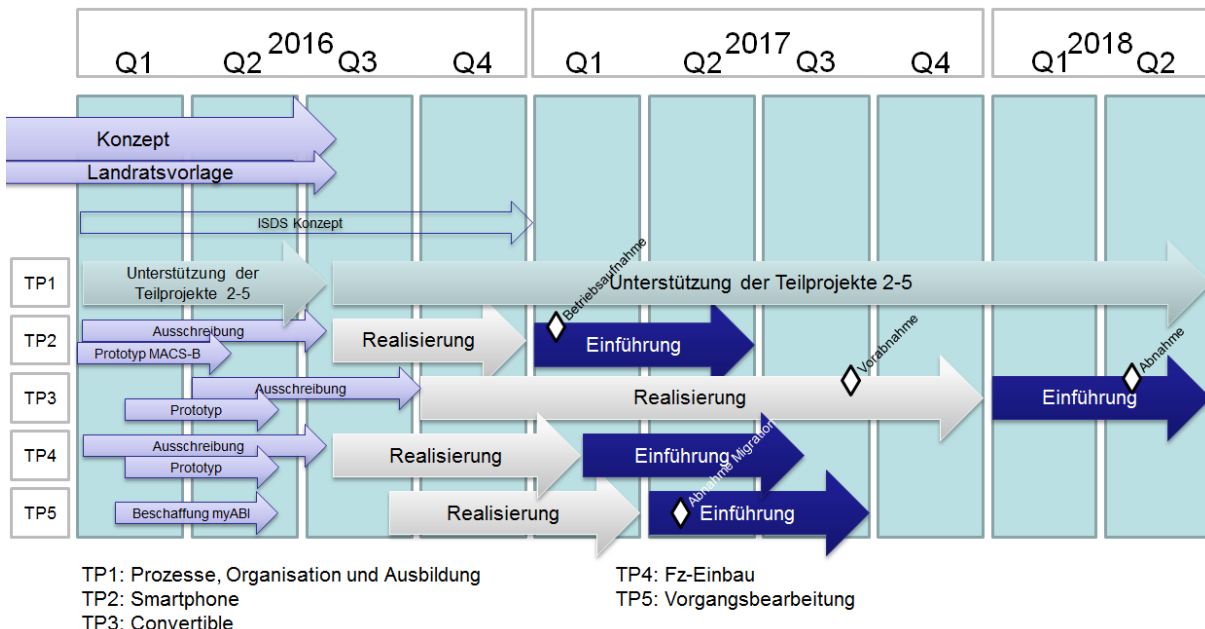 2016
2017
2018
Q1 Q2 Q3 Q4 Q1 Q2 Q3 Q4 Q1 Q2
Konzept
Landratsvorlage
ISDS Konzept
TP1
Unterstützung der
Teilprojekte 2-5
Unterstützung der Teilprojekte 2-5
Betriebsaufnahme
TP2
Ausschreibung
Prototyp MACS-B
Realisierung
Einführung
Vorabnahme
Abnahme
TP3
Ausschreibung
Prototyp
Realisierung
Einführung
TP4
Ausschreibung
Prototyp
Realisierung
Einführung
Abnahme Migration
TP5
Beschaffung myABI
Realisierung
Einführung
TP1: Prozesse, Organisation und Ausbildung
TP2: Smartphone
TP3: Convertible
TP4: Fz-Einbau
TP5: Vorgangsbearbeitung